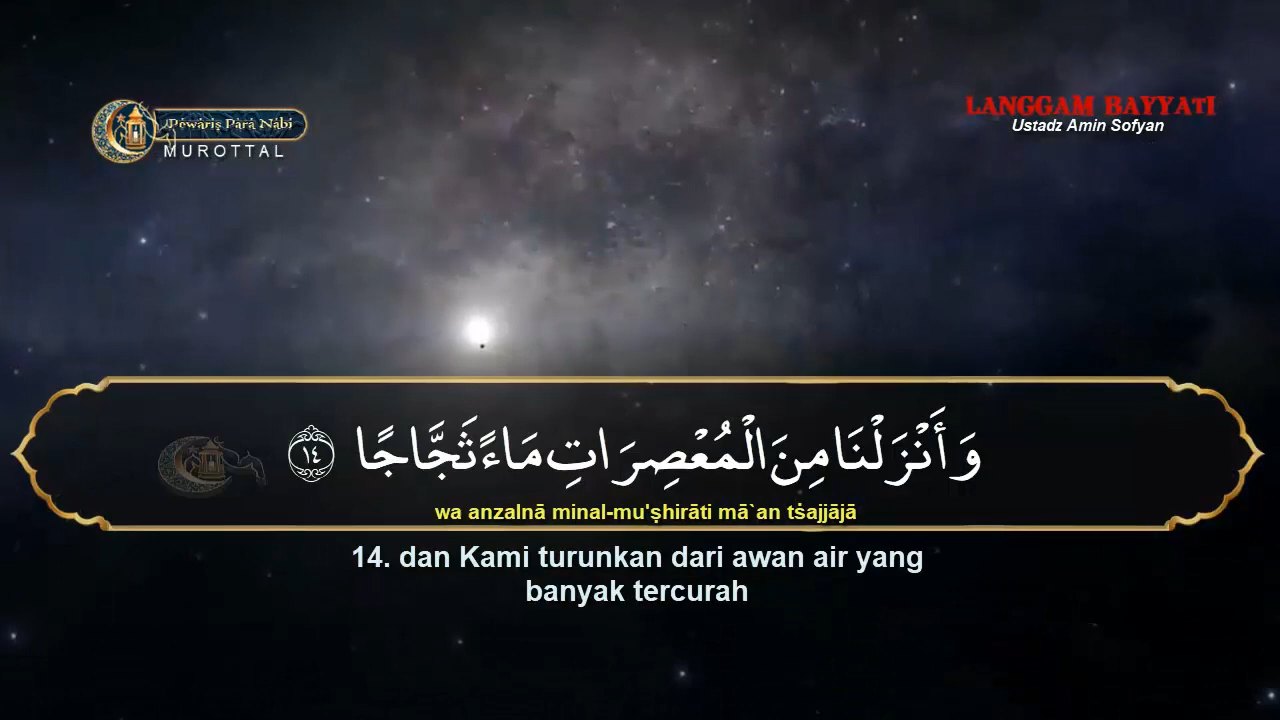 Pewaris Para Nabi
MUROTTAL
LANGGAM BAYYATI
Ustadz Amin Sofyan
وَأَنْزَلْنَا مِنَ الْمُعْصِرَاتِ مَاءً ثَجَّاجًا ١٤
wa anzalnā minal-mu'ṣhirāti mā`an tṡajjājā
14. dan Kami turunkan dari awan air yang
banyak tercurah